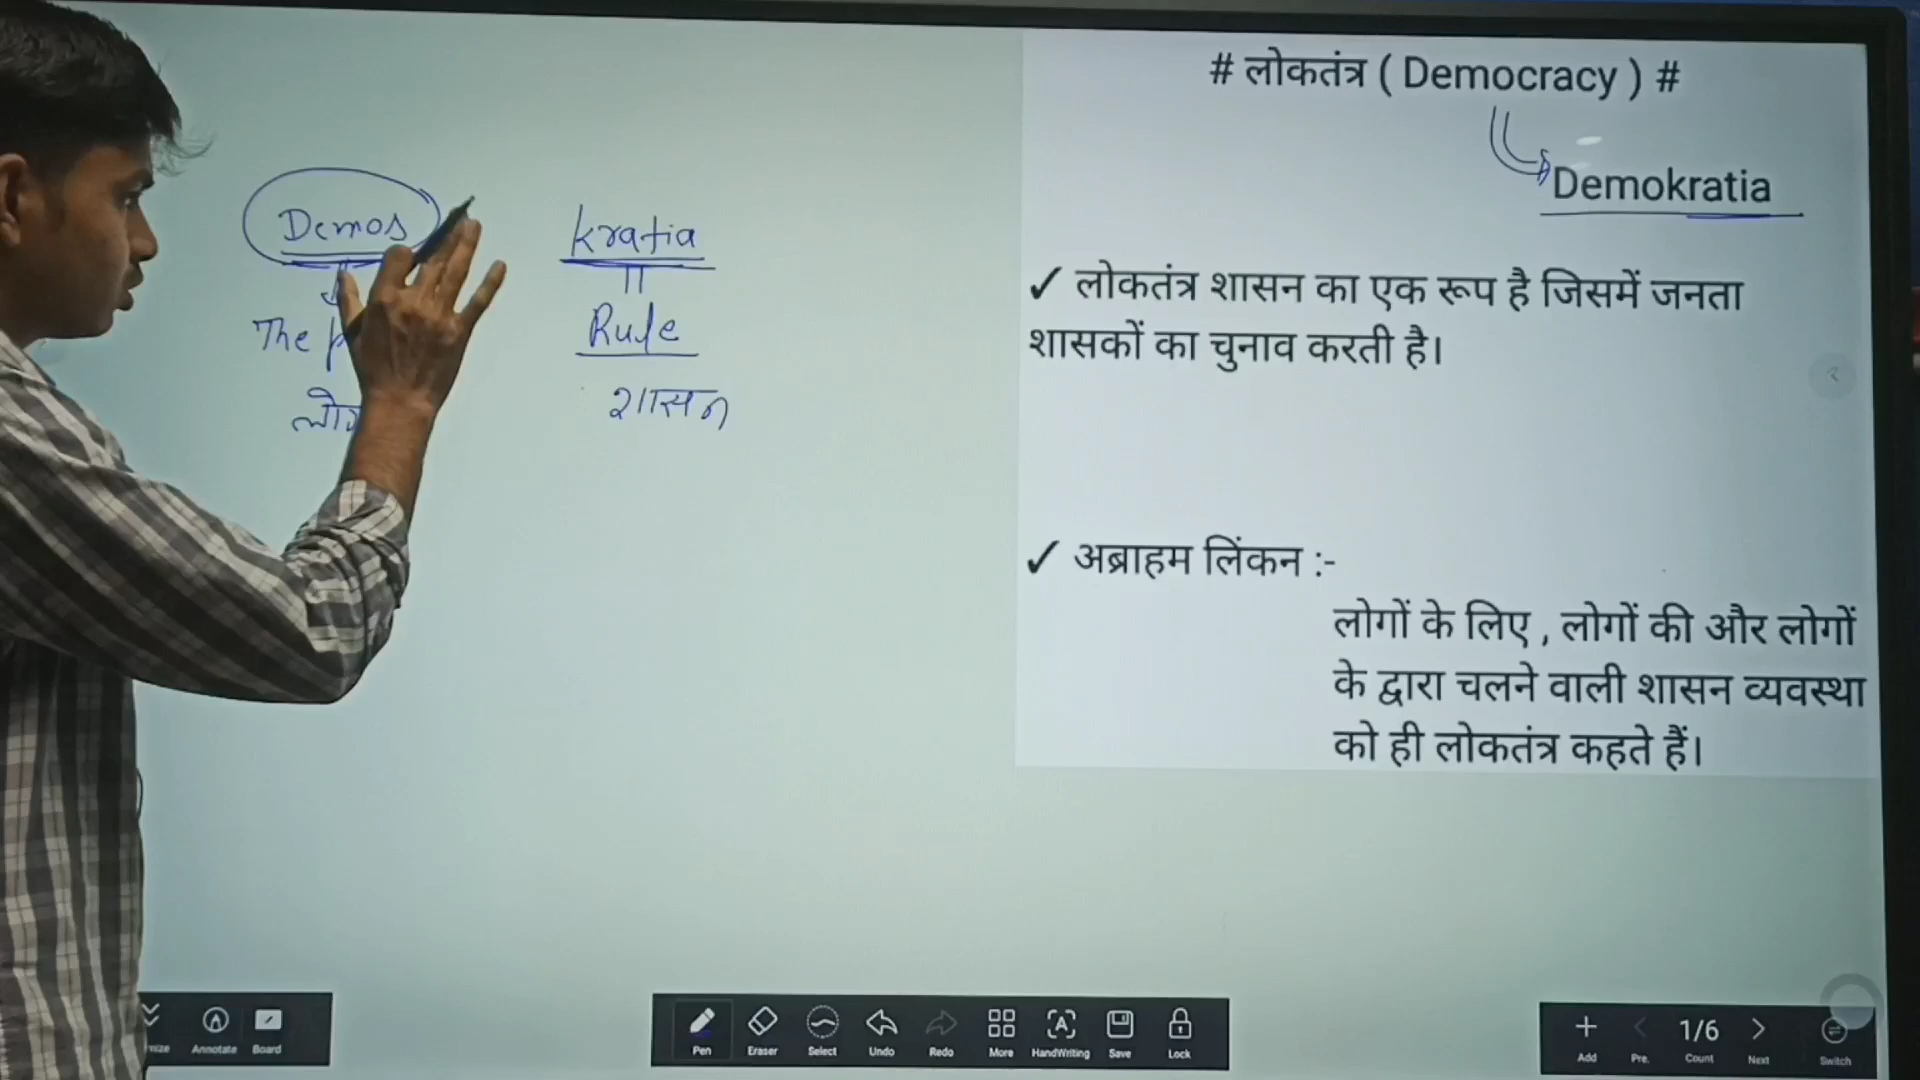 # लोकतंत्र ( Democracy ) #
Demokratia
✓ लोकतंत्र शासन का एक रूप है जिसमें जनता
शासकों का चुनाव करती है।
✓ अब्राहम लिंकन :-
लोगों के लिए , लोगों की और लोगों
के द्वारा चलने वाली शासन व्यवस्था
को ही लोकतंत्र कहते हैं।
Demos
The
kratia
Rule
शासन
Annotate Board
Pen Eraser Select Undo Redo More HandWriting Save Lock
1/6
Add Pre. Count Next Switch